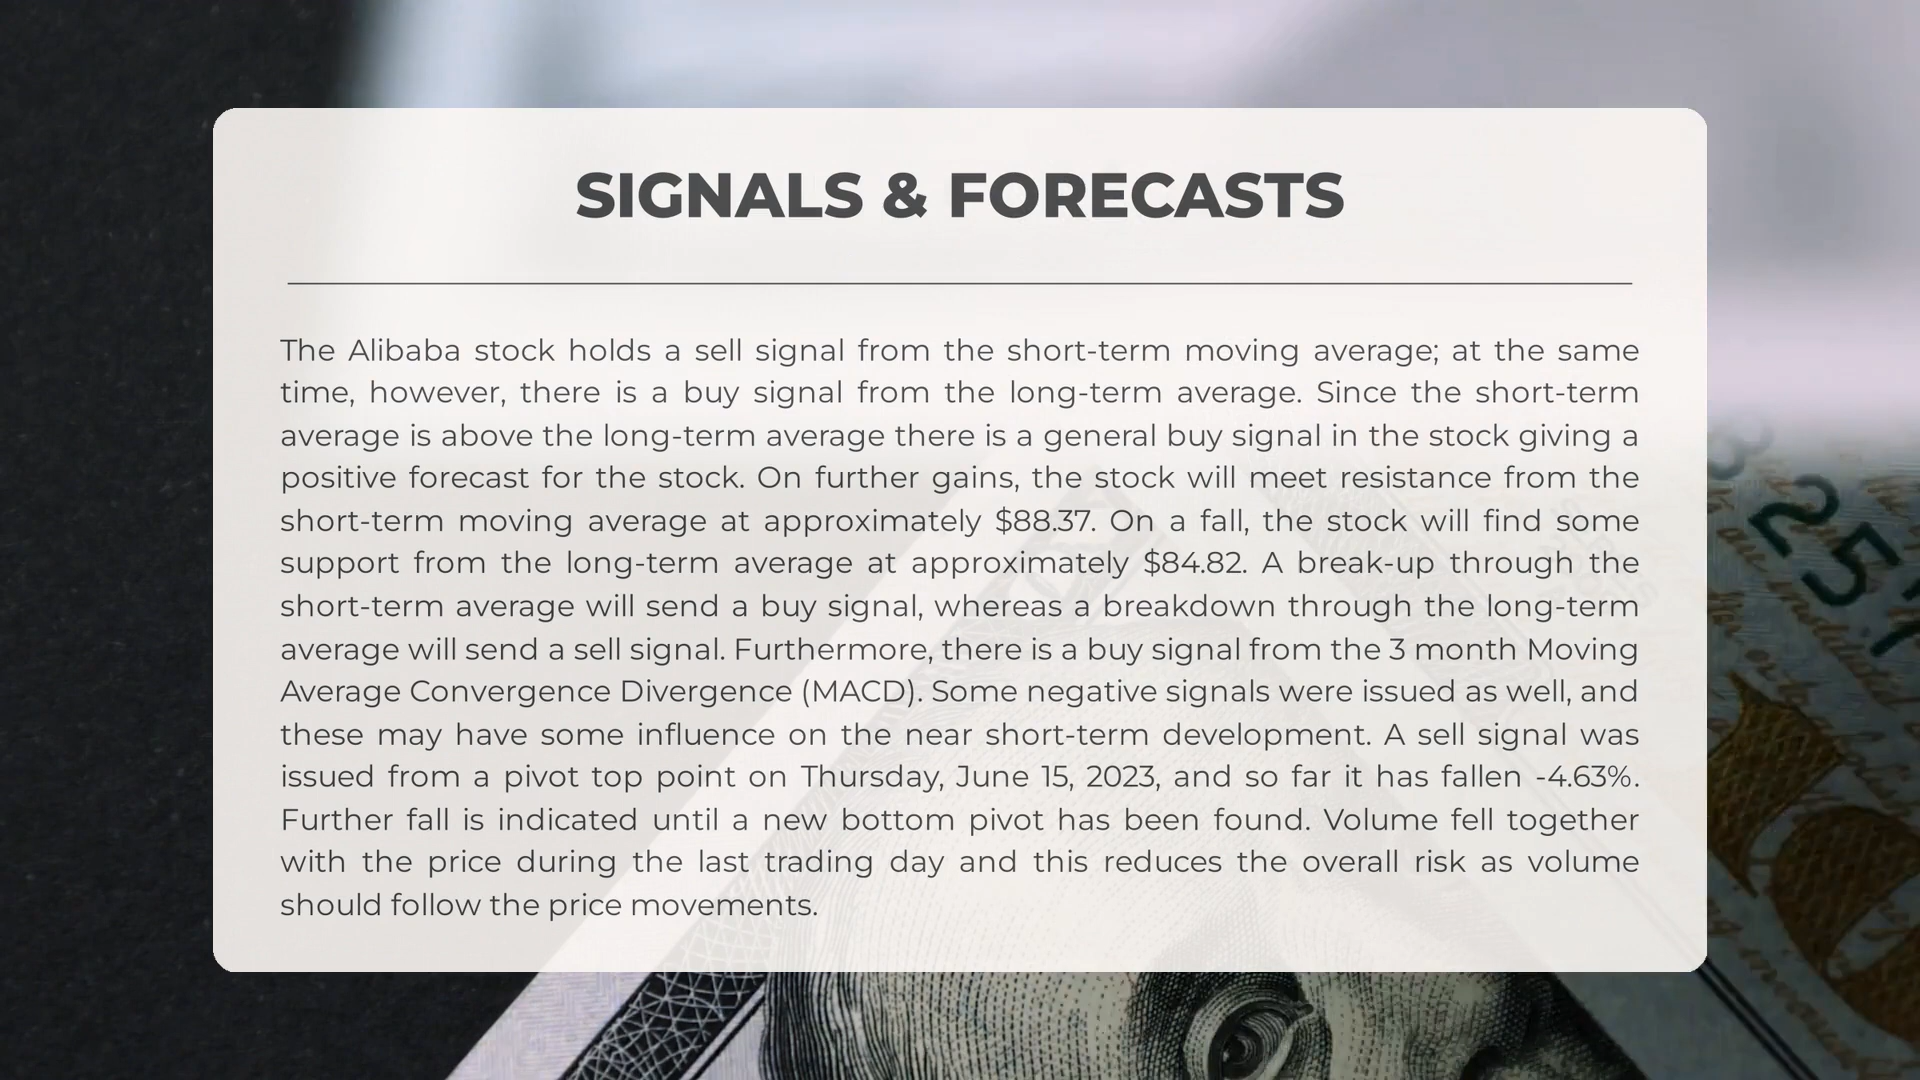 SIGNALS & FORECASTS
The Alibaba stock holds a sell signal from the short-term moving average; at the same
time, however, there is a buy signal from the long-term average. Since the short-term
average is above the long-term average there is a general buy signal in the stock giving a
positive forecast for the stock. On further gains, the stock will meet resistance from the
short-term moving average at approximately $88.37. On a fall, the stock will find some
support from the long-term average at approximately $84.82. A break-up through the
short-term average will send a buy signal, whereas a breakdown through the long-term
average will send a sell signal. Furthermore, there is a buy signal from the 3 month Moving
Average Convergence Divergence (MACD). Some negative signals were issued as well, and
these may have some influence on the near short-term development. A sell signal was
issued from a pivot top point on Thursday, June 15, 2023, and so far it has fallen -4.63%.
Further fall is indicated until a new bottom pivot has been found. Volume fell together
with the price during the last trading day and this reduces the overall risk as volume
should follow the price movements.